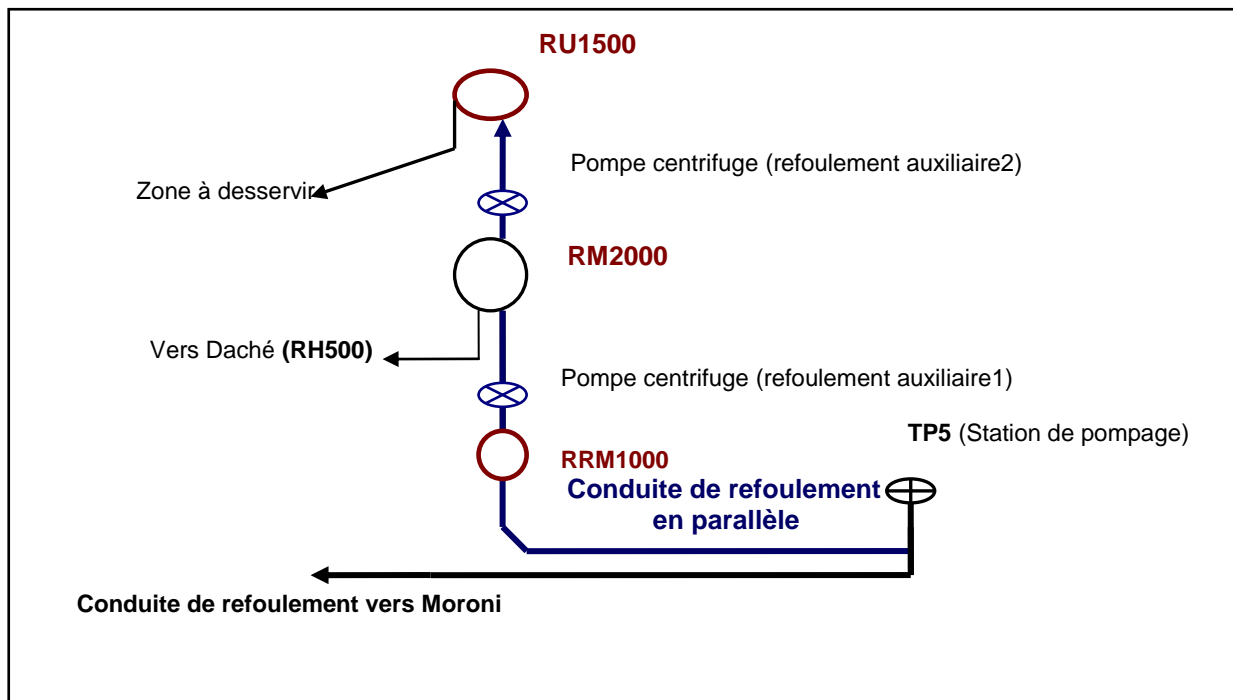 RU1500
Pompe centrifuge (refoulement auxiliaire2)
Zone à desservir
RM2000
Vers Daché (RH500)
Pompe centrifuge (refoulement auxiliaire1)
TP5 (Station de pompage)
RRM1000
Conduite de refoulement
en parallèle
Conduite de refoulement vers Moroni